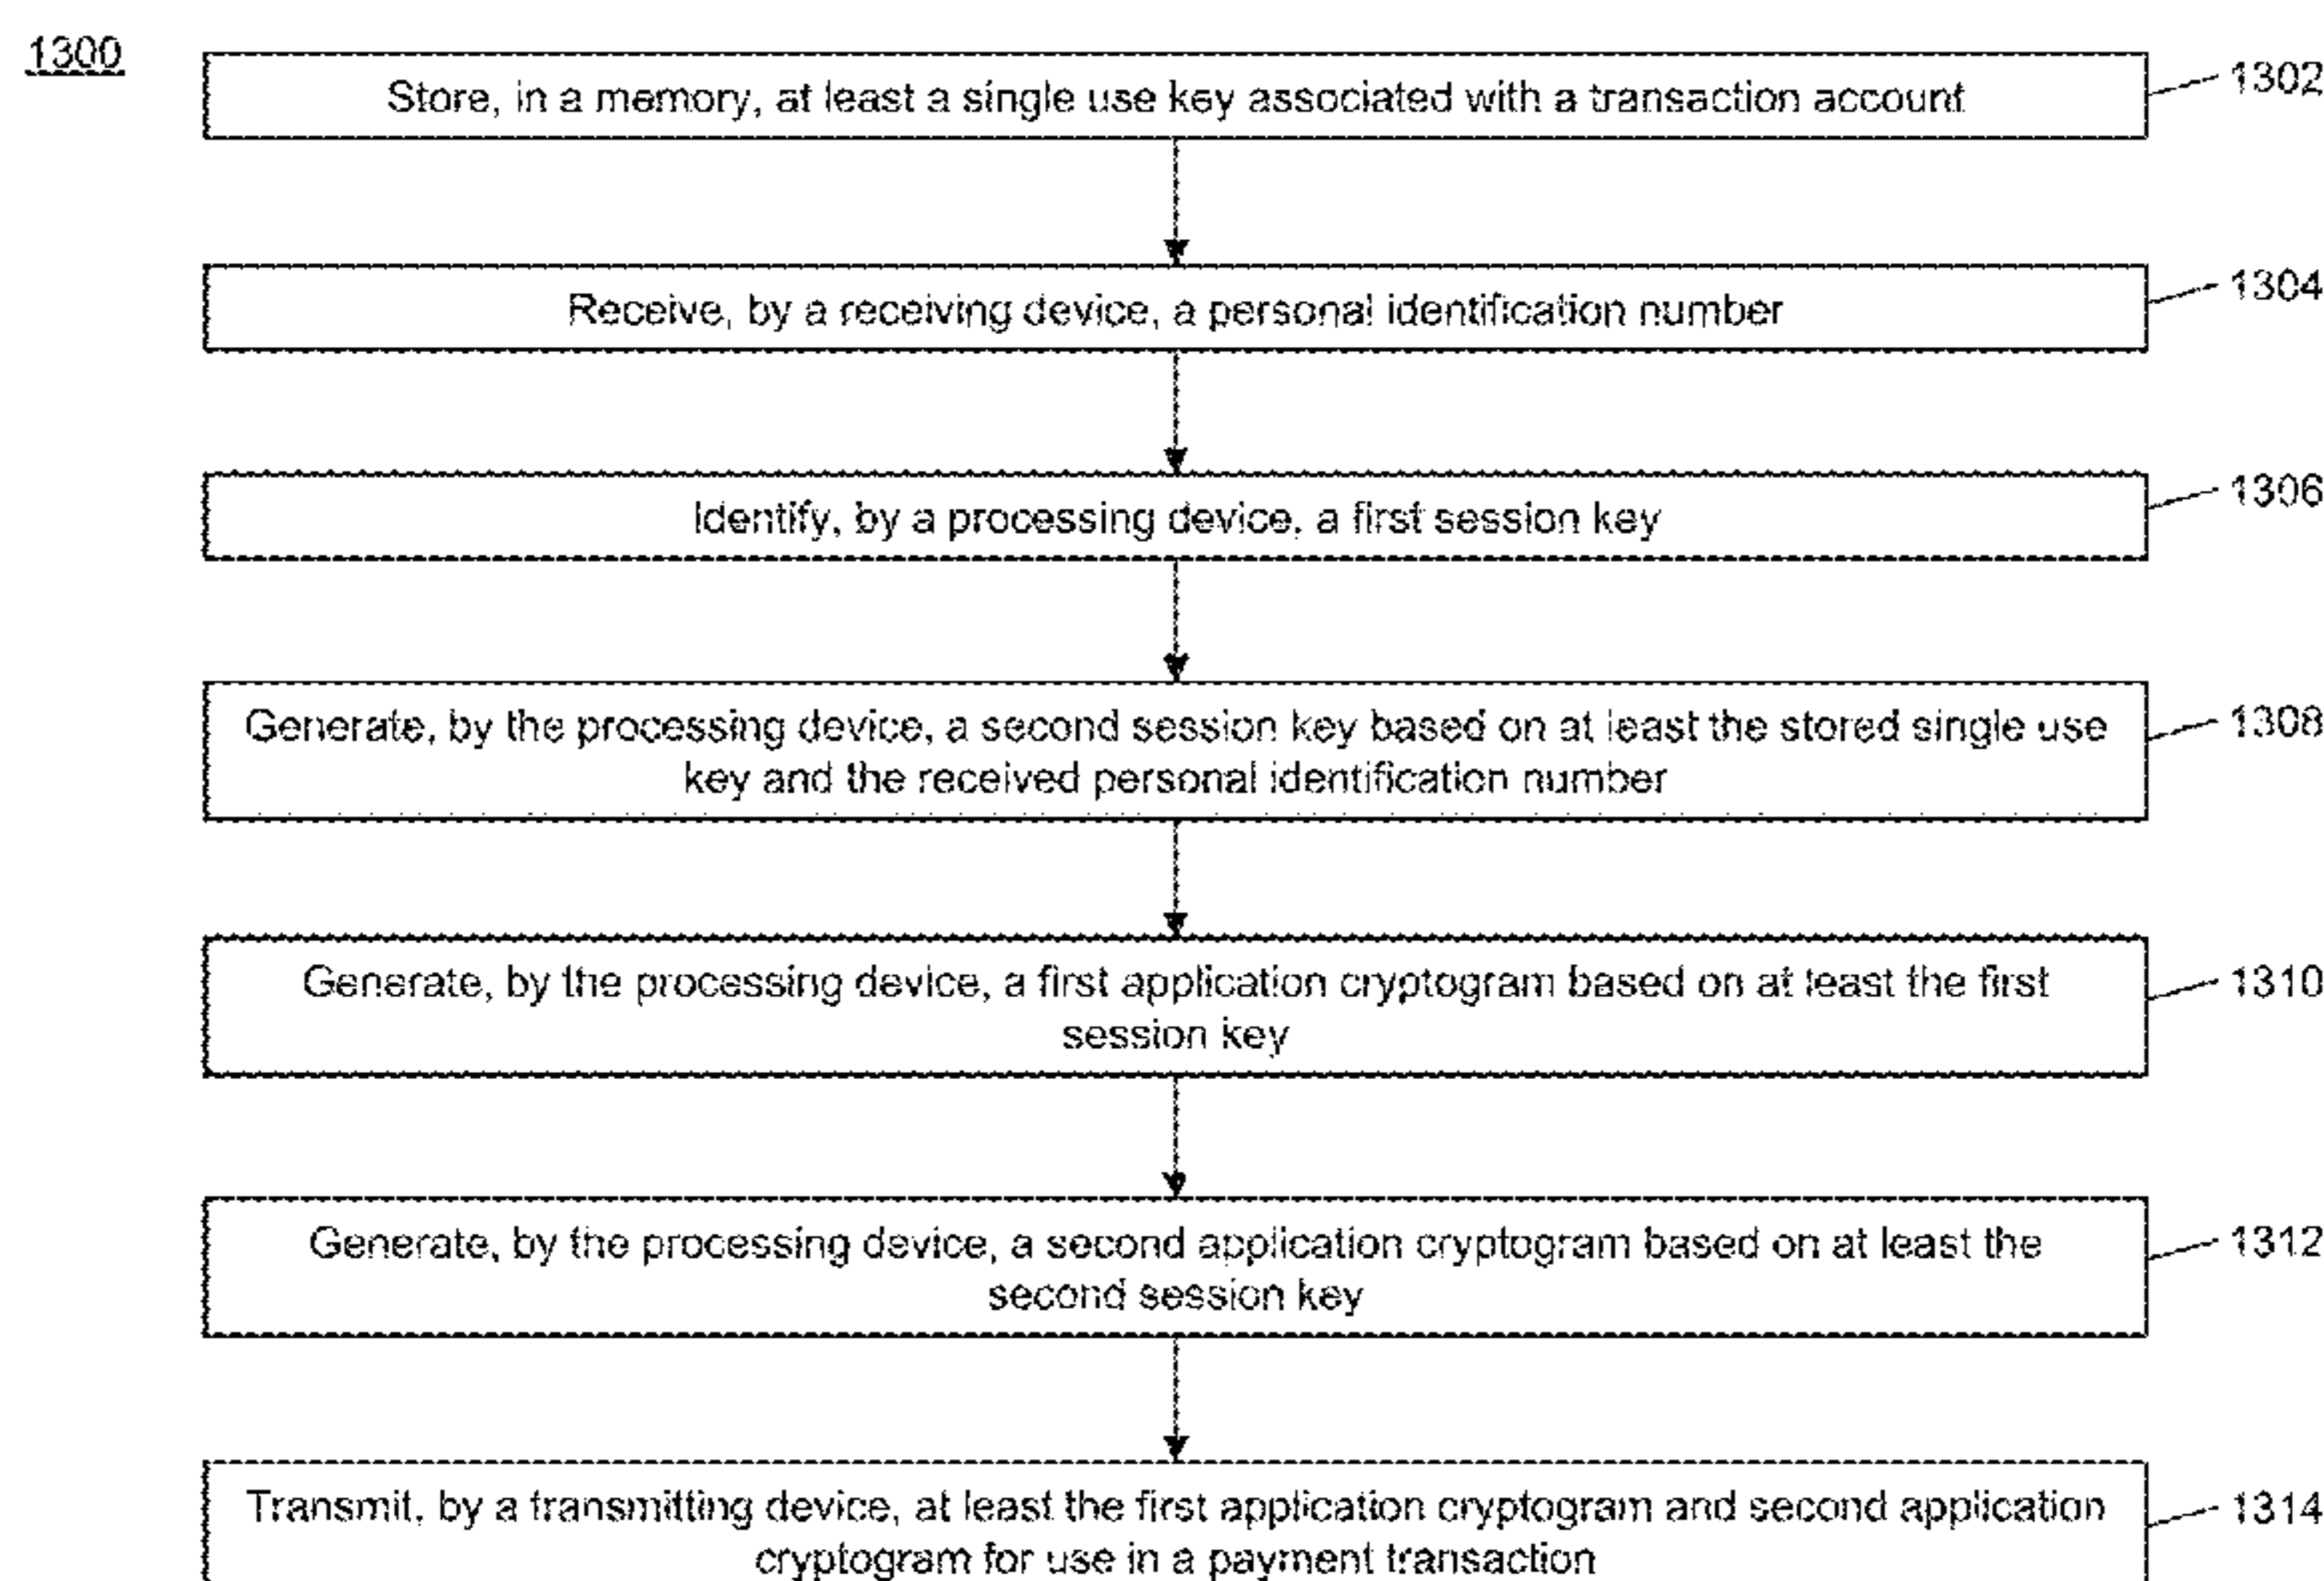 1300
Store, in a memory, at least a single use key associated with a transaction account
1302
Receive, by a receiving device, a personal identification number
1304
Identify, by a processing device, a first session key
1306
Generate, by the processing device, a second session key based on at least the stored single use
key and the received personal identification number
1308
Generate, by the processing device, a first application cryptogram based on at least the first
session key
1310
Generate, by the processing device, a second application cryptogram based on at least the
second session key
1312
Transmit, by a transmitting device, at least the first application cryptogram and second application
cryptogram for use in a payment transaction
1314